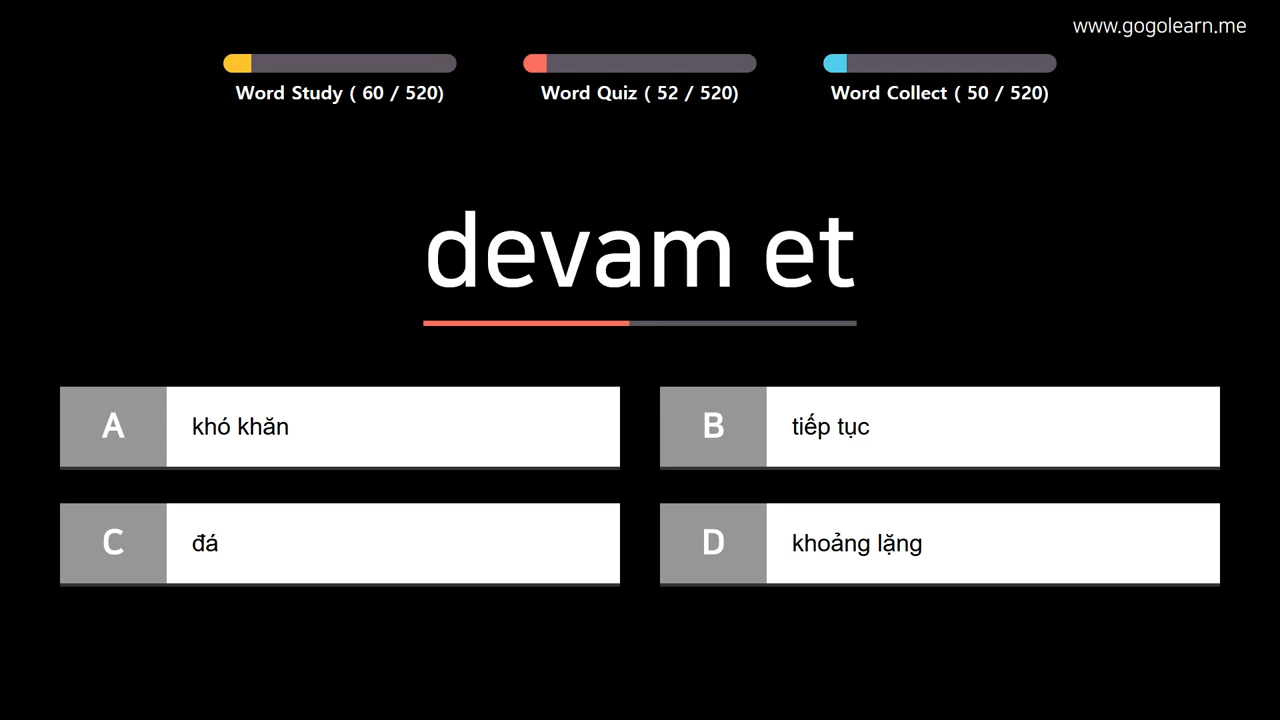 www.gogolearn.me
Word Study ( 60 / 520)
Word Quiz ( 52 / 520)
Word Collect ( 50 / 520)
devam et
A khó khăn
B tiếp tục
C đá
D khoảng lặng